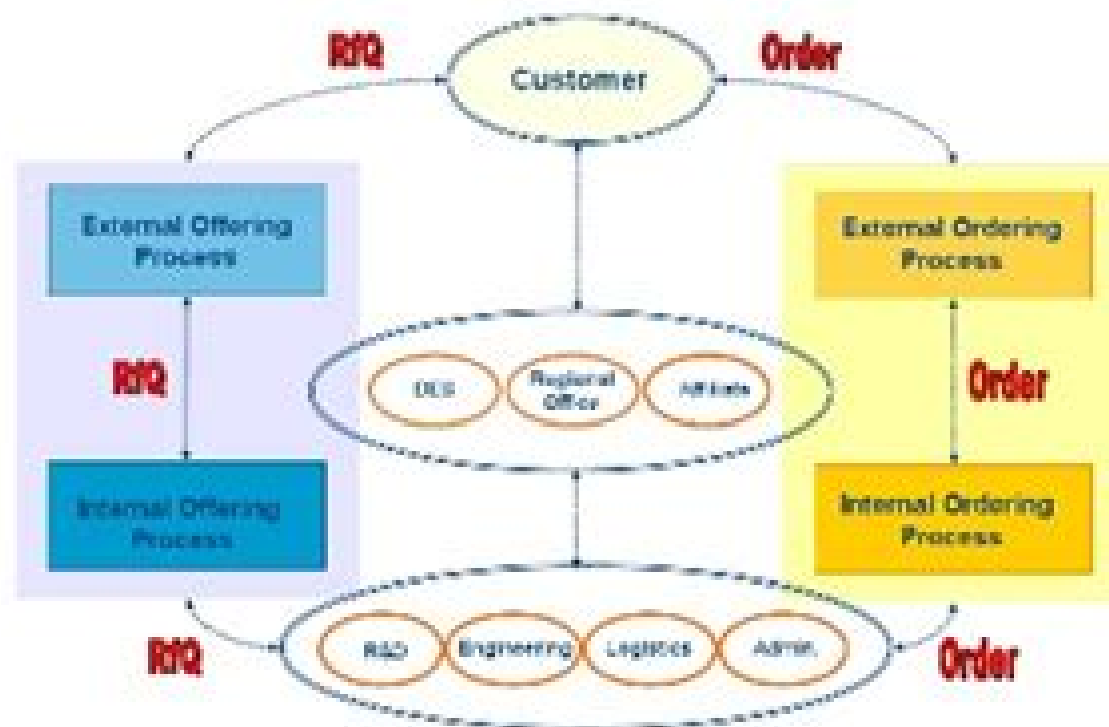 RfQ
Order
Customer
External Offering
Process
External Ordering
Process
RfQ
Regional
Office
Affiliate
Order
Internal Offering
Process
Internal Ordering
Process
RfQ
R&D
Engineering
Logistics
Admin.
Order